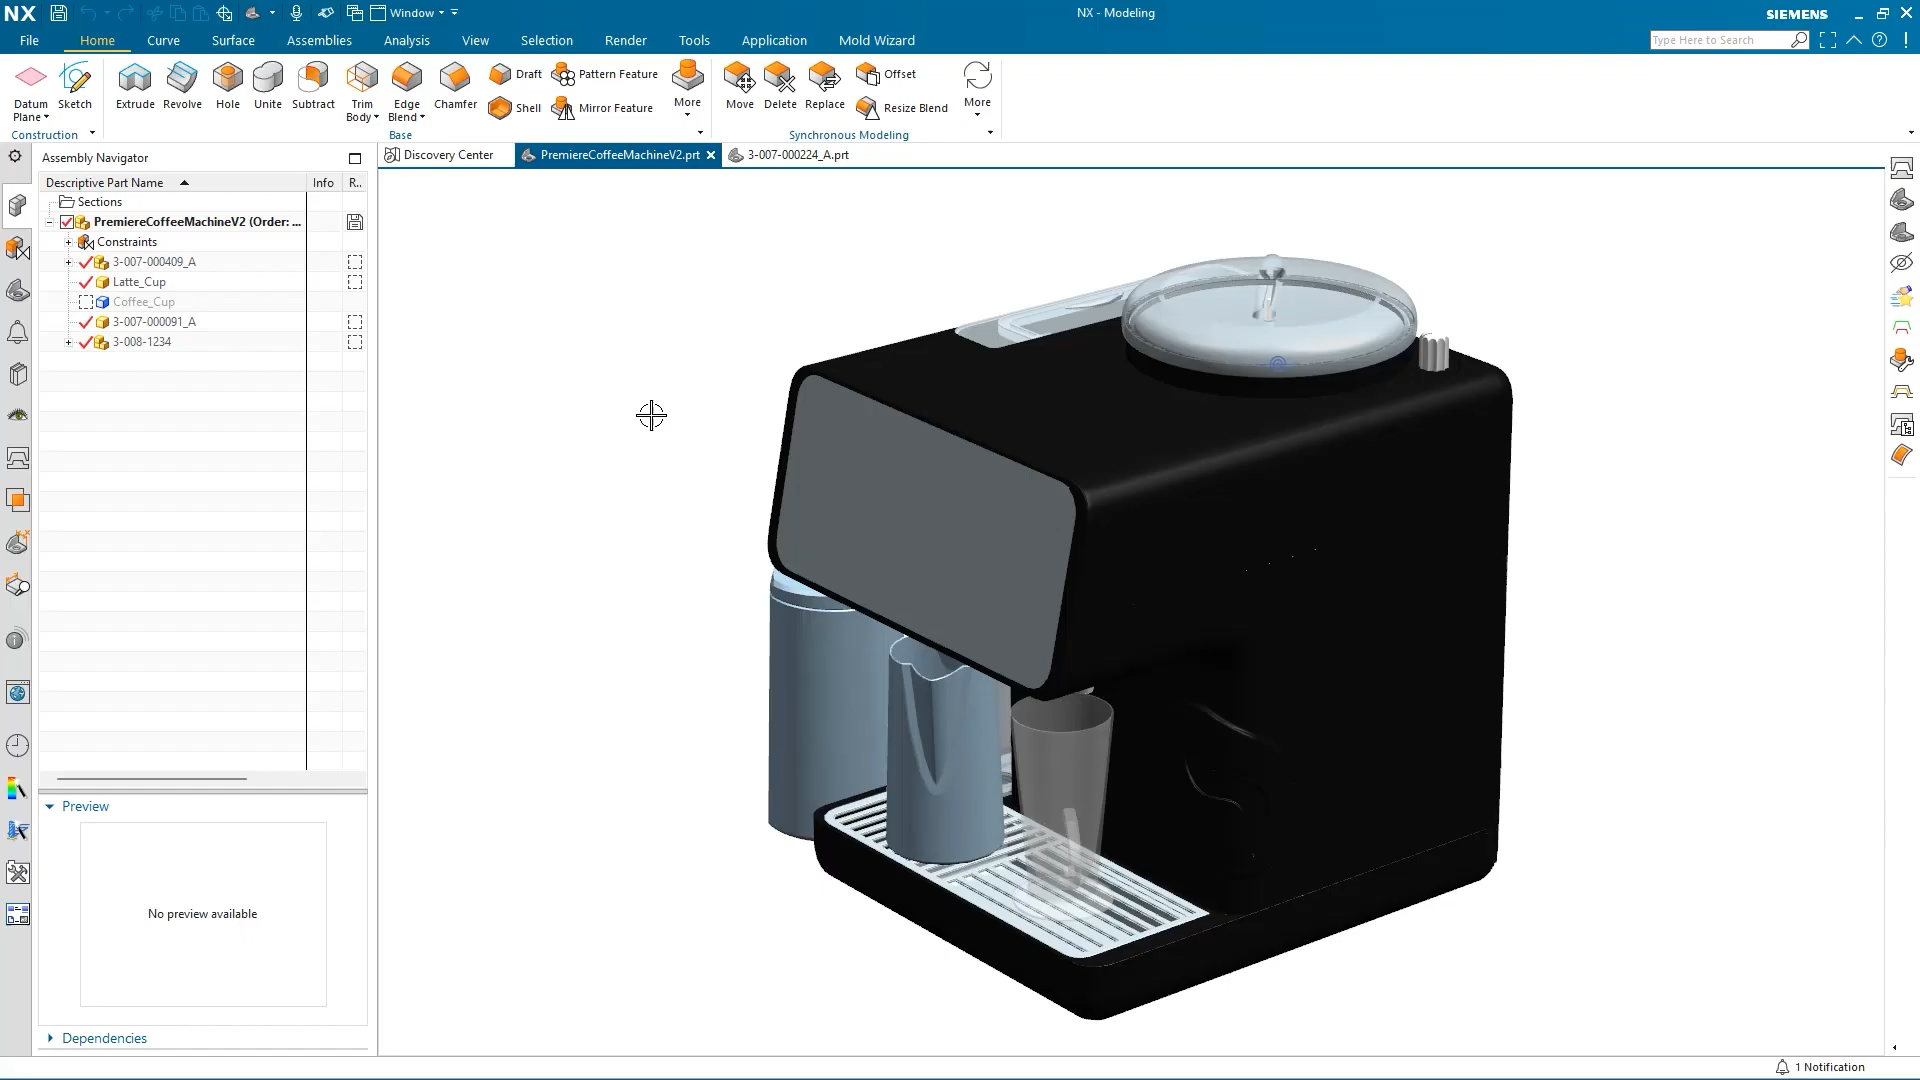 NX
Window
NX - Modeling
SIEMENS
File Home Curve Surface Assemblies Analysis View Selection Render Tools Application Mold Wizard
Type Here to Search
Datum Plane
Sketch
Construction
Extrude
Revolve
Hole
Unite
Subtract
Trim Body
Edge Blend
Chamfer
Draft
Shell
Pattern Feature
Mirror Feature
More
Base
Move
Delete
Replace
Offset
Resize Blend
More
Synchronous Modeling
Assembly Navigator
Discovery Center
PremiereCoffeeMachineV2.prt
3-007-000224_A.prt
Descriptive Part Name Info R..
Sections
PremiereCoffeeMachineV2 (Order: ...
Constraints
3-007-000409_A
Latte_Cup
Coffee_Cup
3-007-000091_A
3-008-1234
Preview
No preview available
Dependencies
1 Notification